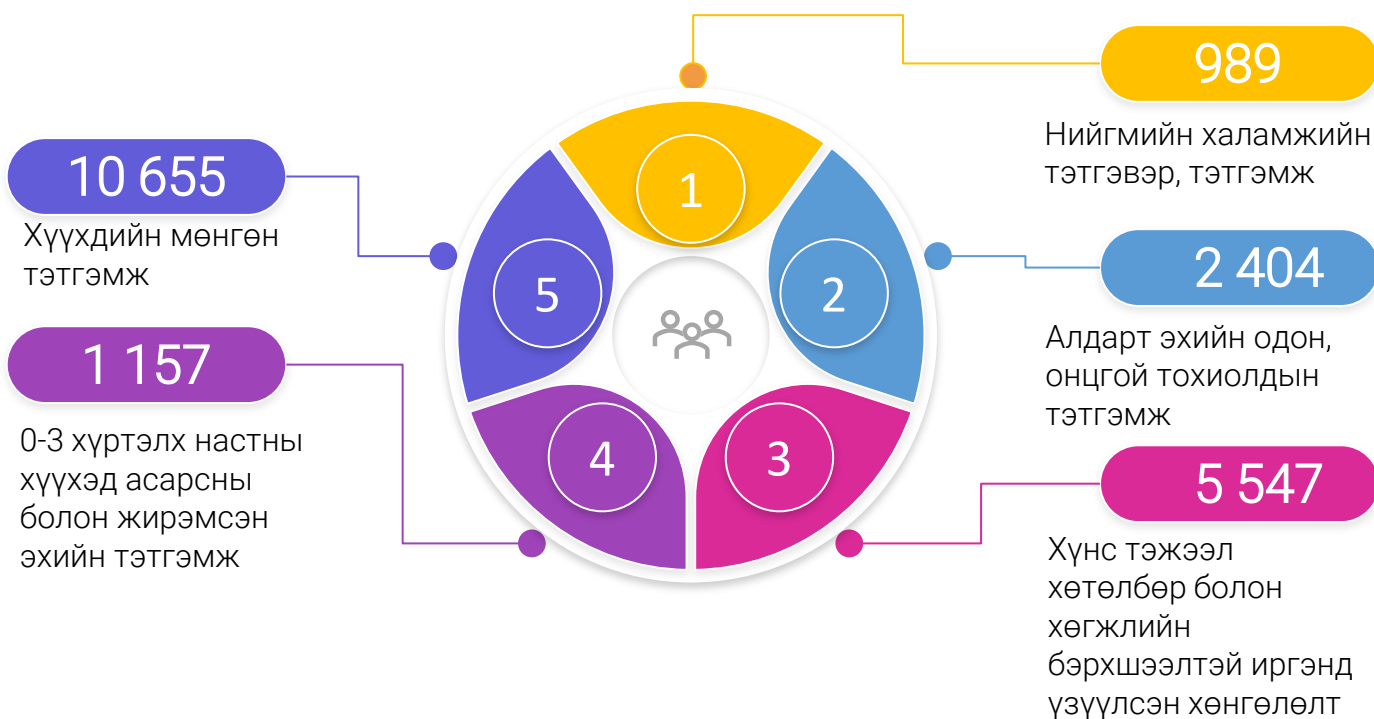 989
Нийгмийн халамжийн
тэтгэвэр, тэтгэмж
2 404
Алдарт эхийн одон,
онцгой тохиолдын
тэтгэмж
5 547
Хүнс тэжээл
хөтөлбөр болон
хөгжлийн
бэрхшээлтэй иргэнд
үзүүлсэн хөнгөлөлт
1 157
0-3 хүртэлх настны
хүүхэд асарсны
болон жирэмсэн
эхийн тэтгэмж
10 655
Хүүхдийн мөнгөн
тэтгэмж
1
2
3
4
5